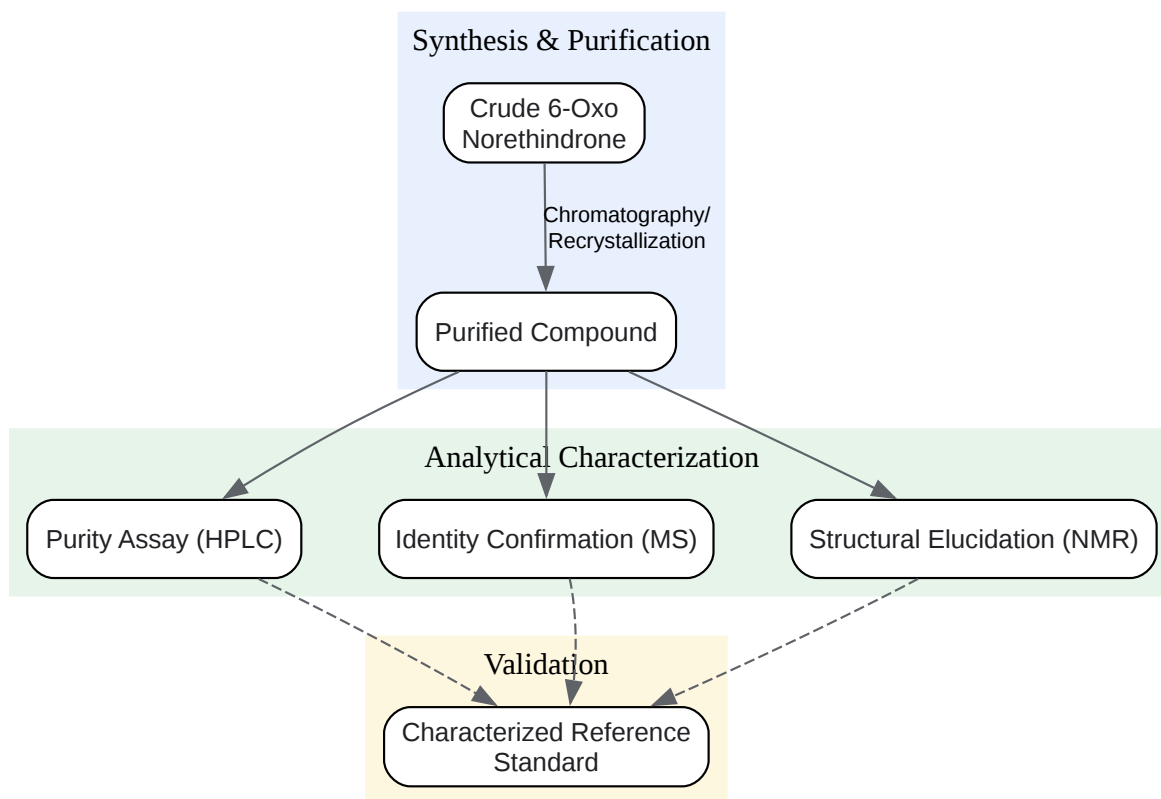 Synthesis & Purification
Crude 6-Oxo
Norethindrone
Chromatography/
Recrystallization
Purified Compound
Analytical Characterization
Purity Assay (HPLC)
Identity Confirmation (MS)
Structural Elucidation (NMR)
Validation
Characterized Reference
Standard